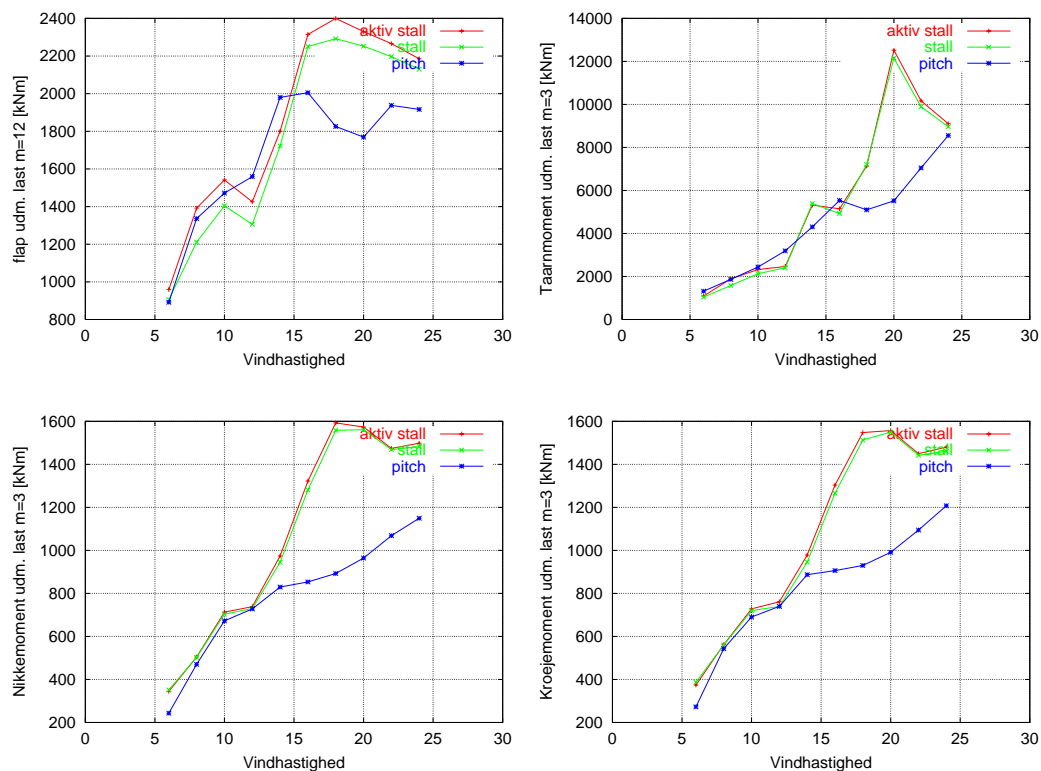 2400
2200
2000
1800
1600
1400
1200
1000
800
flap udm. last m=12 [kNm]
aktiv stall
stall
pitch
0 5 10 15 20 25 30
Vindhastighed
14000
12000
10000
8000
6000
4000
2000
0
Taarnmoment udm. last m=3 [kNm]
aktiv stall
stall
pitch
0 5 10 15 20 25 30
Vindhastighed
1600
1400
1200
1000
800
600
400
200
Nikkemoment udm. last m=3 [kNm]
aktiv stall
stall
pitch
0 5 10 15 20 25 30
Vindhastighed
1600
1400
1200
1000
800
600
400
200
Kroejemoment udm. last m=3 [kNm]
aktiv stall
stall
pitch
0 5 10 15 20 25 30
Vindhastighed